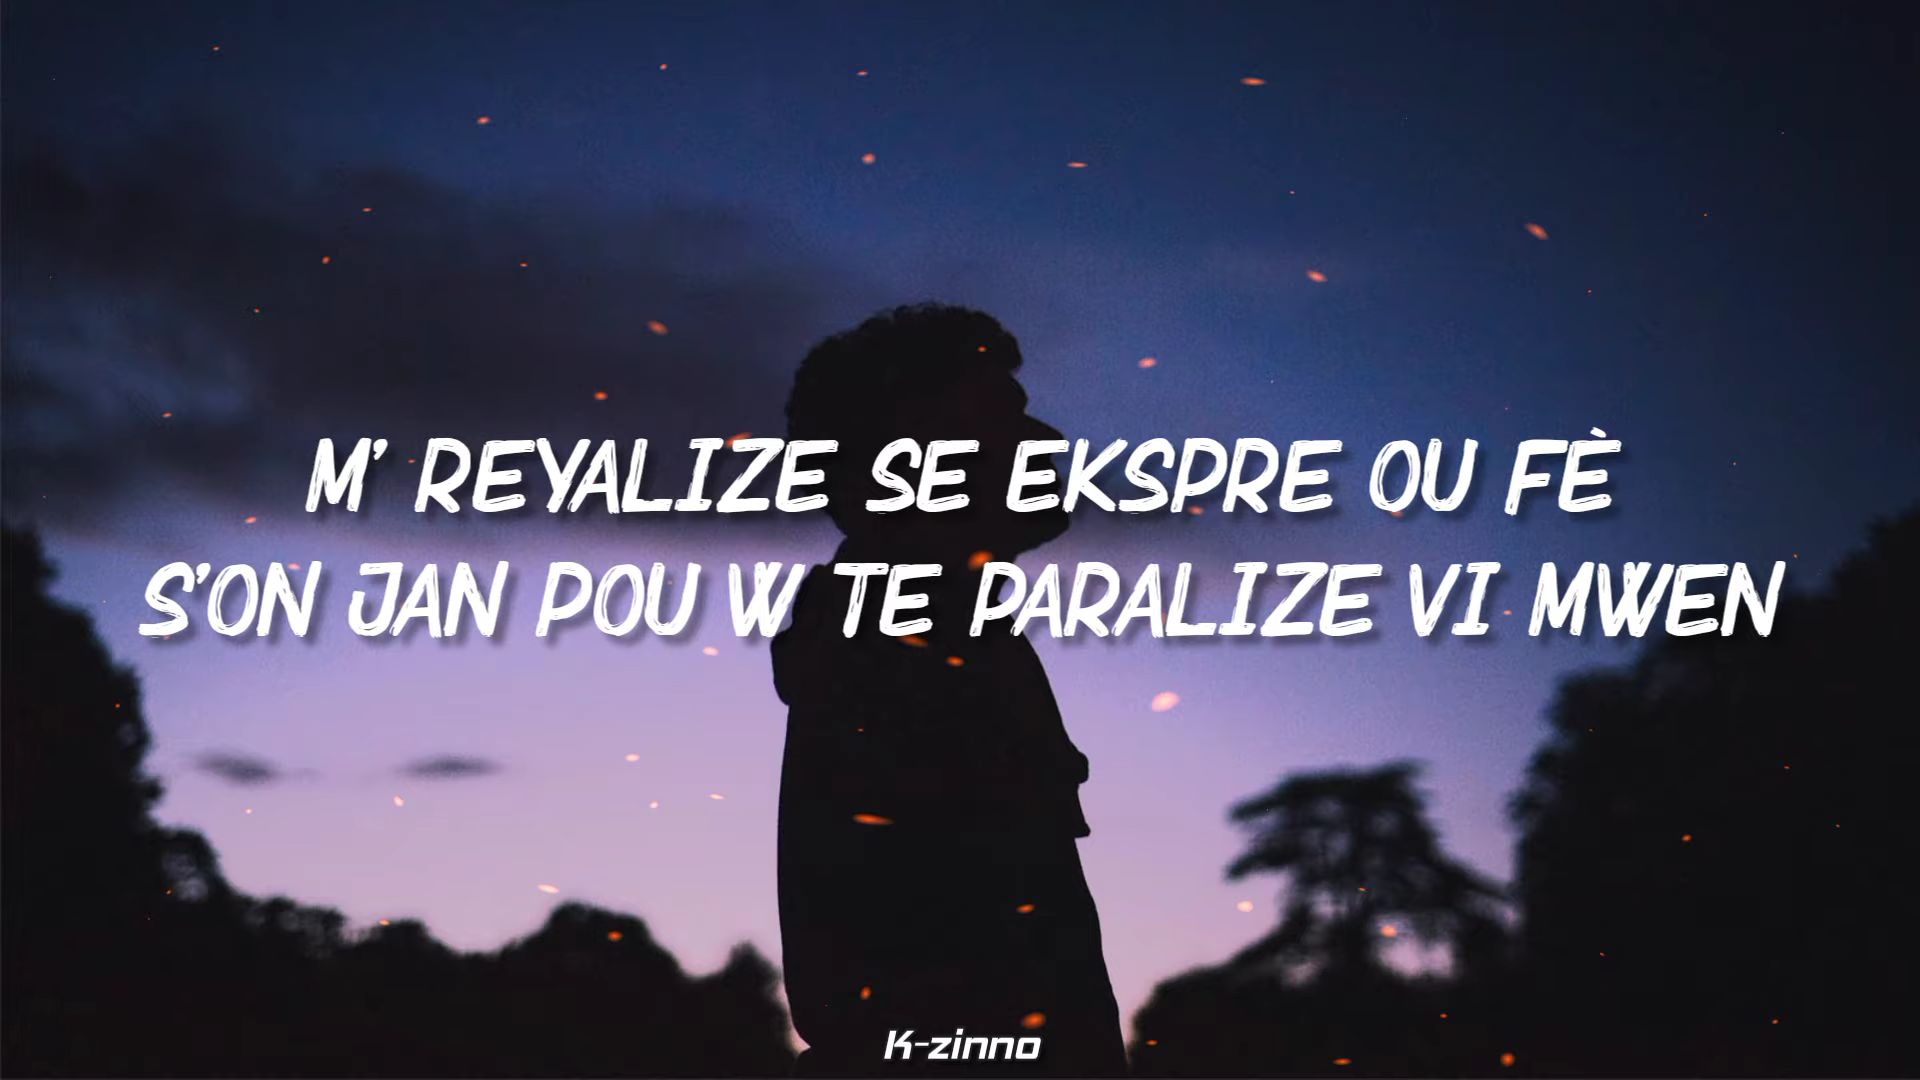 M' REYALIZE SE EKSPRE OU FÈ
S'ON JAN POU W TE PARALIZE VI MWEN
K-zinno